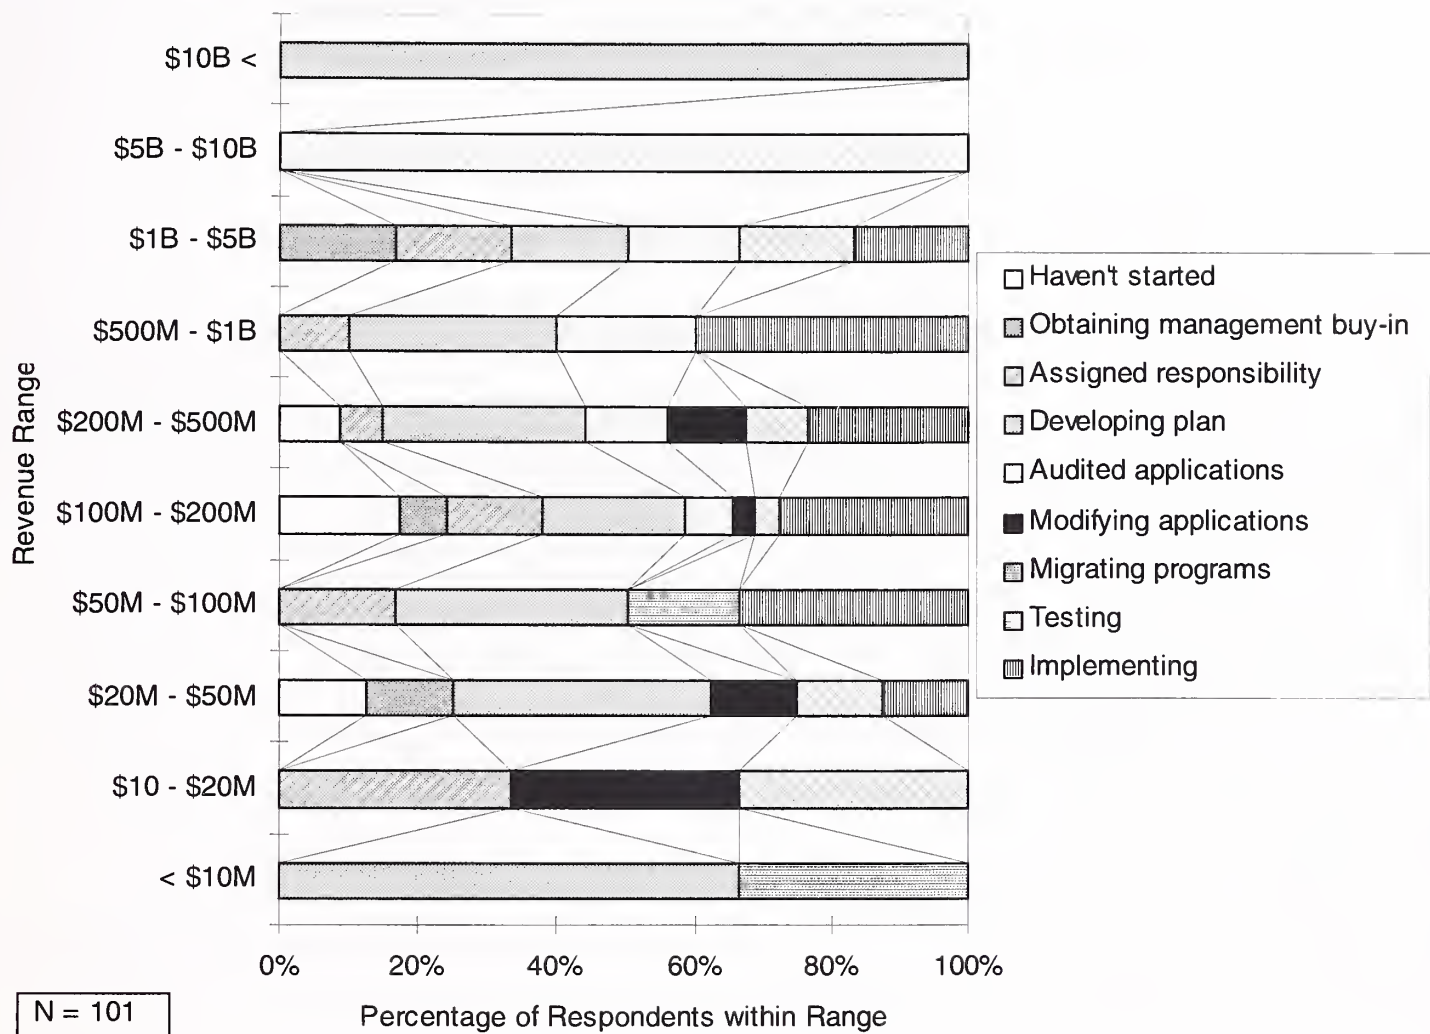 $10B <
$5B - $10B
$1B - $5B
$500M - $1B
$200M - $500M
$100M - $200M
$50M - $100M
$20M - $50M
$10 - $20M
< $10M
Revenue Range
0% 20% 40% 60% 80% 100%
Percentage of Respondents within Range
N = 101
Haven't started
Obtaining management buy-in
Assigned responsibility
Developing plan
Audited applications
Modifying applications
Migrating programs
Testing
Implementing